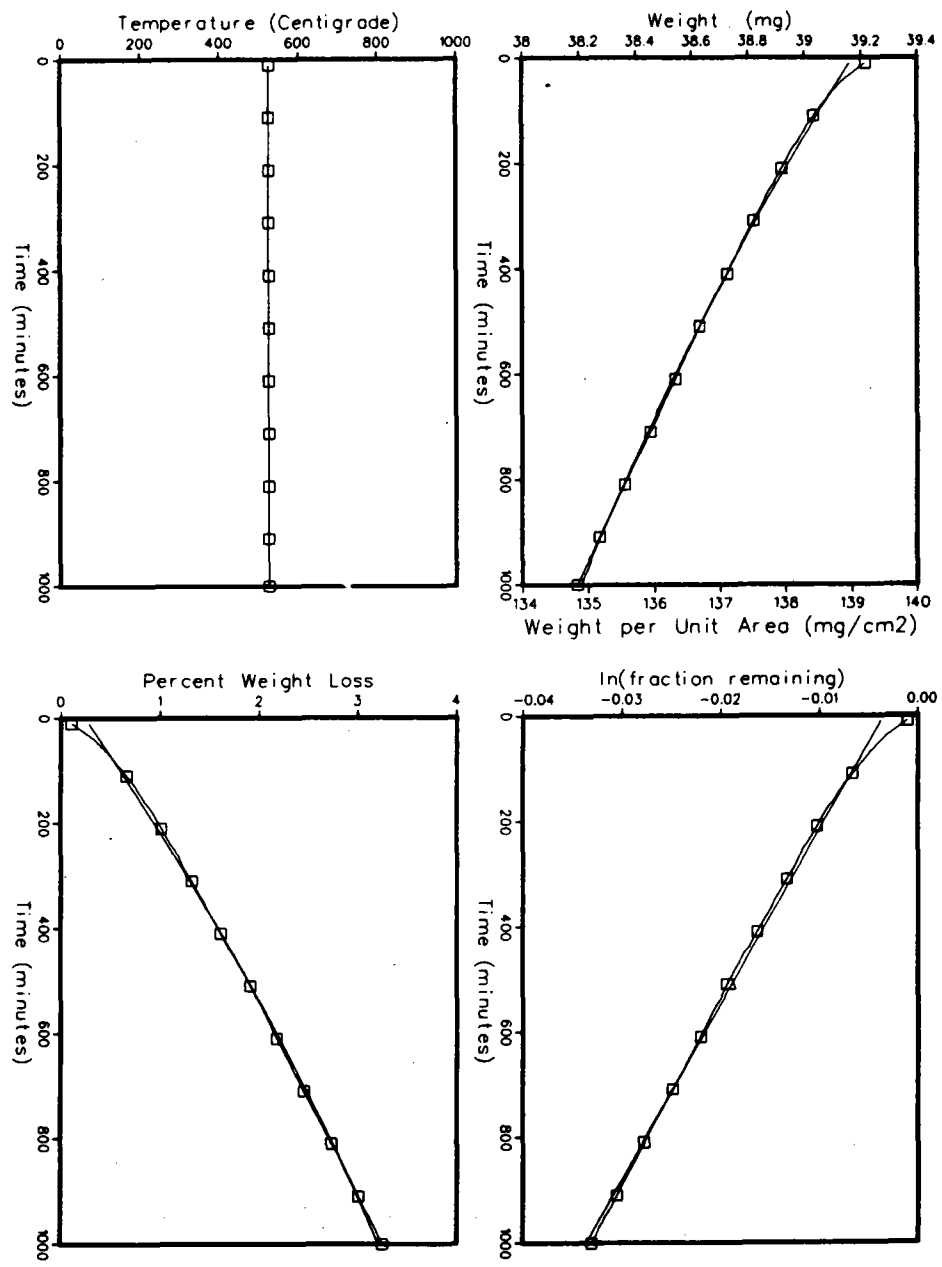 Temperature (Centigrade)
0 200 400 600 800 1000
0 200 400 600 800 1000
Time (minutes)
Weight (mg)
38 38.2 38.4 38.6 38.8 39 39.2 39.4
0 200 400 600 800 1000
Time (minutes)
134 135 136 137 138 139 140
Weight per Unit Area (mg/cm2)
Percent Weight Loss
0 1 2 3 4
0 200 400 600 800 1000
Time (minutes)
ln(fraction remaining)
-0.04 -0.03 -0.02 -0.01 0.00
0 200 400 600 800 1000
Time (minutes)